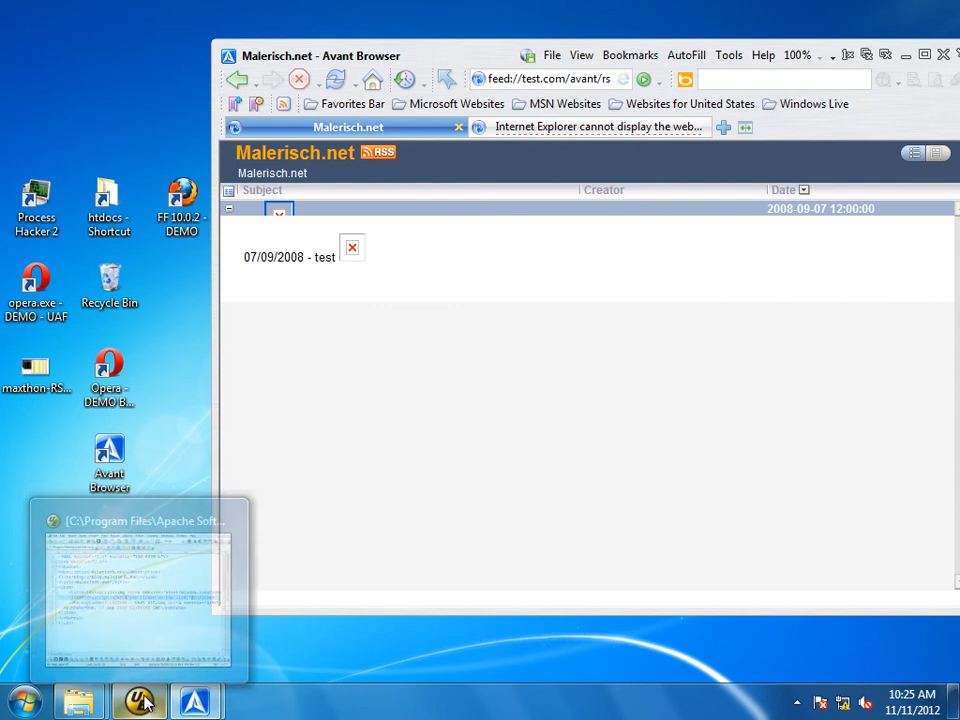 Malerisch.net - Avant Browser
File View Bookmarks AutoFill Tools Help 100%
feed://test.com/avant/rs
Favorites Bar Microsoft Websites MSN Websites Websites for United States Windows Live
Malerisch.net
Internet Explorer cannot display the web...
Malerisch.net RSS
Malerisch.net
Subject Creator Date
2008-09-07 12:00:00
07/09/2008 - test
Process Hacker 2
htdocs - Shortcut
FF 10.0.2 - DEMO
opera.exe - DEMO - UAF
Recycle Bin
maxthon-RS...
Opera - DEMO B...
Avant Browser
[C:\Program Files\Apache Soft...
10:25 AM
11/11/2012